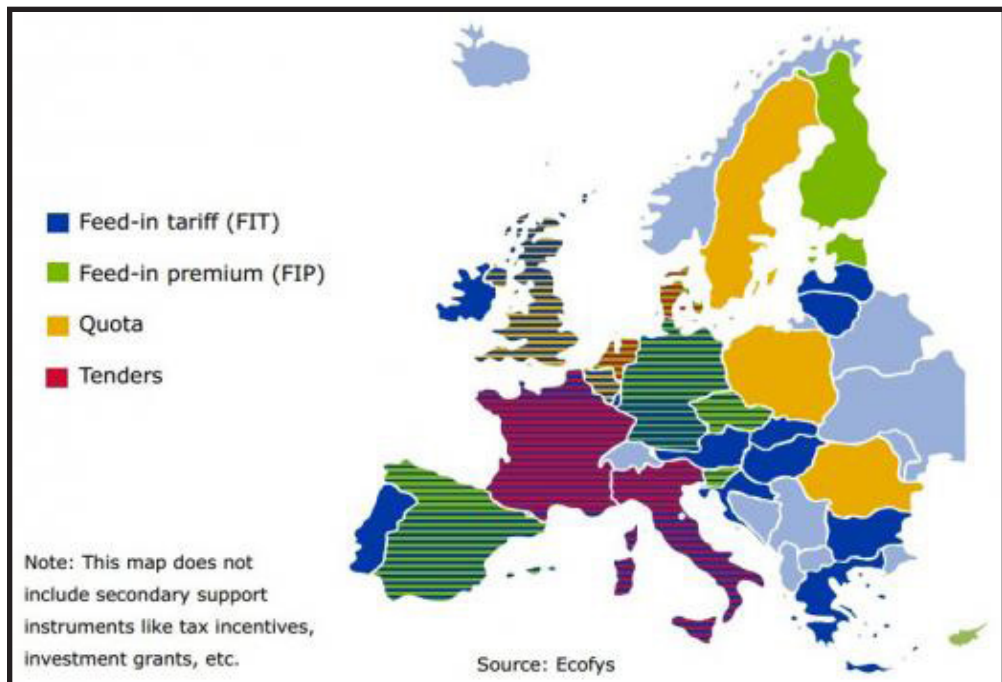 Feed-in tariff (FIT)
Feed-in premium (FIP)
Quota
Tenders
Note: This map does not
include secondary support
instruments like tax incentives,
investment grants, etc.
Source: Ecofys